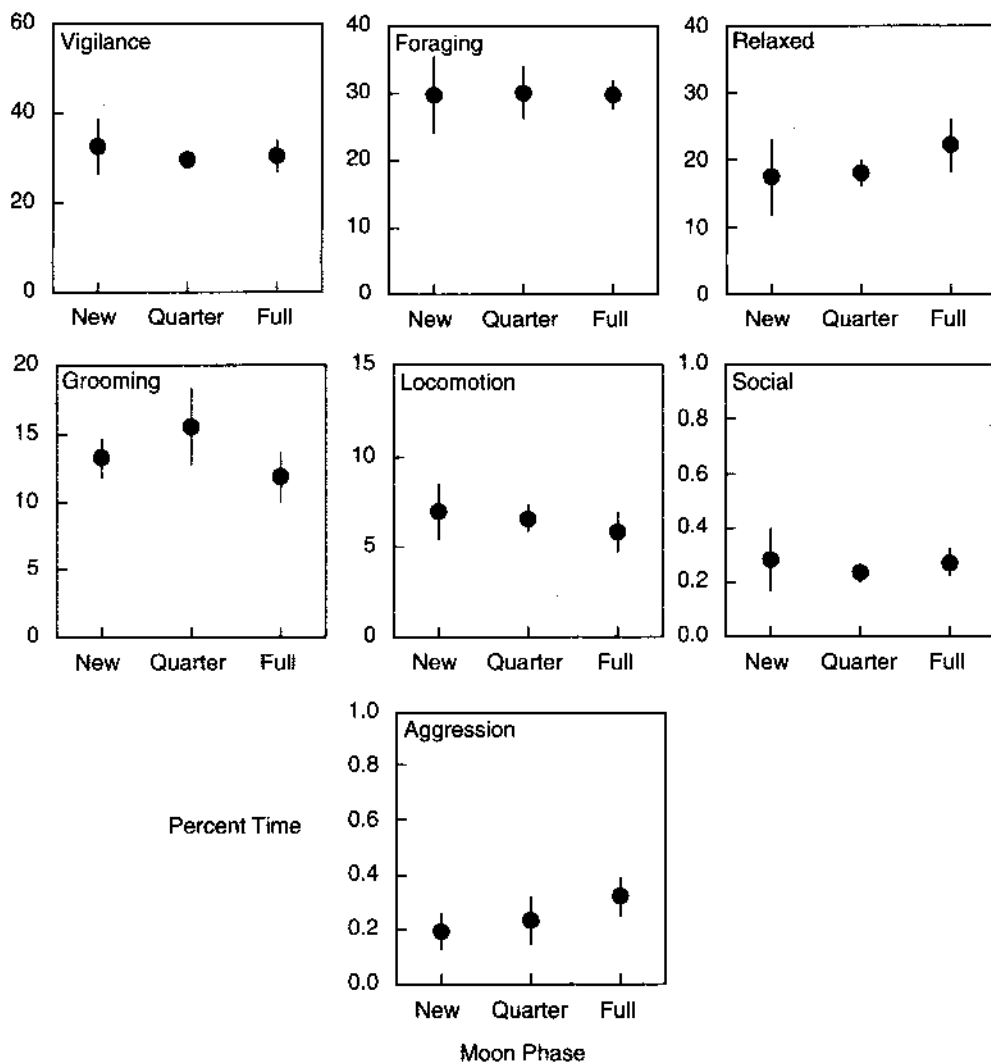 Vigilance
60
40
20
0
New Quarter Full
Foraging
40
30
20
10
0
New Quarter Full
Relaxed
40
30
20
10
0
New Quarter Full
Grooming
20
15
10
5
0
New Quarter Full
Locomotion
15
10
5
0
New Quarter Full
Social
1.0
0.8
0.6
0.4
0.2
0.0
New Quarter Full
Aggression
1.0
0.8
0.6
0.4
0.2
0.0
New Quarter Full
Percent Time
Moon Phase